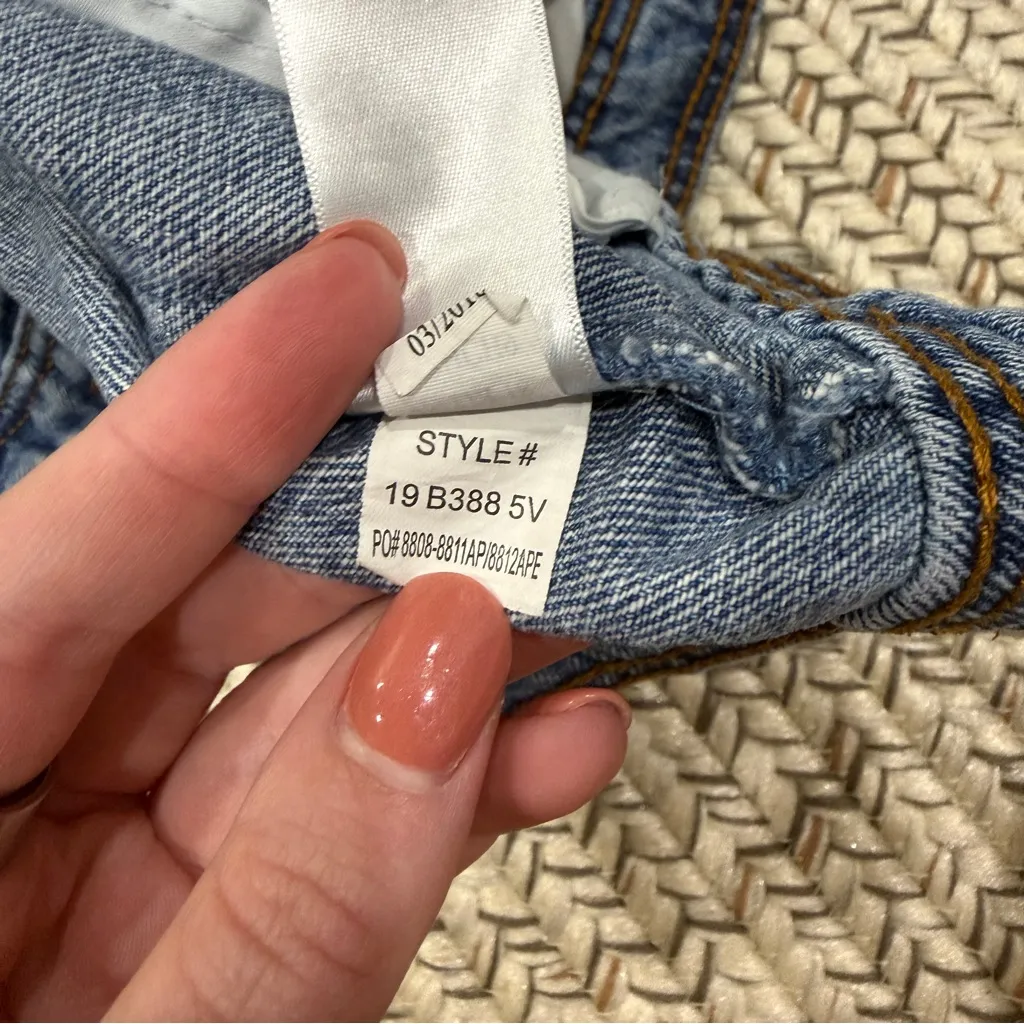 STYLE #
19 B388 5V
PO# 8808-8811AP/8812APE